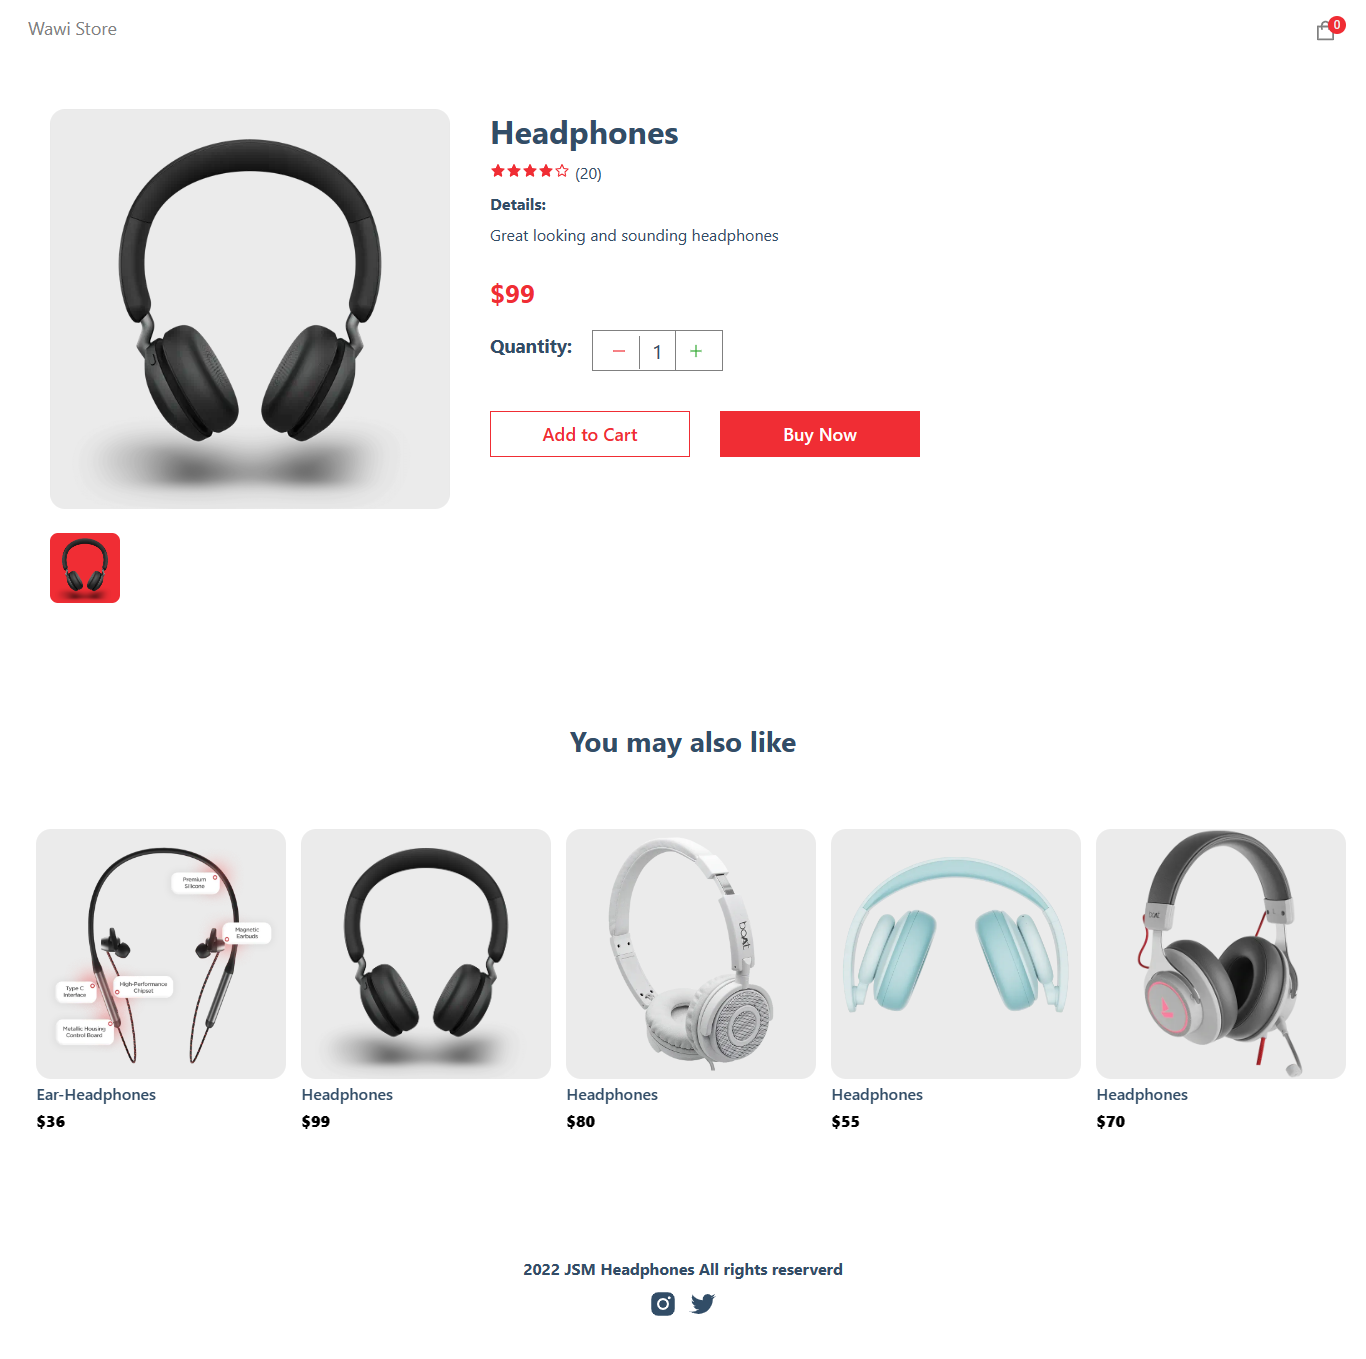 Wawi Store
0
Headphones
(20)
Details:
Great looking and sounding headphones
$99
Quantity:
1
Add to Cart
Buy Now
You may also like
Premium
Silicone
Magnetic
Earbuds
Type C
Interface
High-Performance
Chipset
Metallic Housing
Control Board
boAt
boAt
Ear-Headphones
$36
Headphones
$99
Headphones
$80
Headphones
$55
Headphones
$70
2022 JSM Headphones All rights reserverd